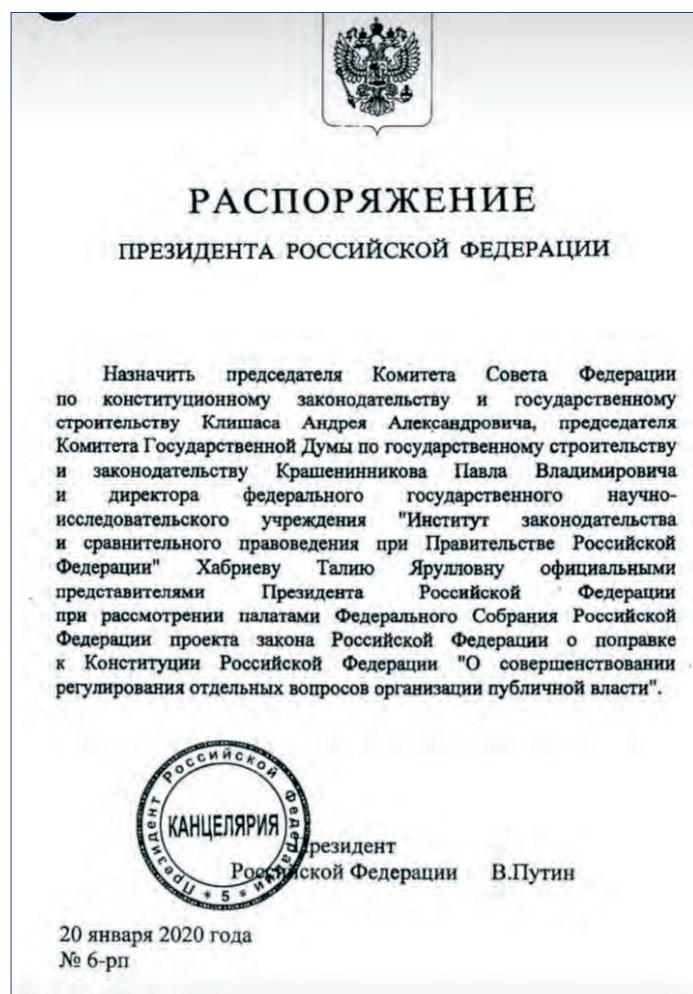 РАСПОРЯЖЕНИЕ
ПРЕЗИДЕНТА РОССИЙСКОЙ ФЕДЕРАЦИИ
Назначить председателя Комитета Совета Федерации
по конституционному законодательству и государственному
строительству Клишаса Андрея Александровича, председателя
Комитета Государственной Думы по государственному строительству
и законодательству Крашенинникова Павла Владимировича
и директора федерального государственного научно-
исследовательского учреждения "Институт законодательства
и сравнительного правоведения при Правительстве Российской
Федерации" Хабриеву Талию Ярулловну официальными
представителями Президента Российской Федерации
при рассмотрении палатами Федерального Собрания Российской
Федерации проекта закона Российской Федерации о поправке
к Конституции Российской Федерации "О совершенствовании
регулирования отдельных вопросов организации публичной власти".
Президент Российской Федерации * 5 *
КАНЦЕЛЯРИЯ
Президент
Российской Федерации В.Путин
20 января 2020 года
№ 6-рп